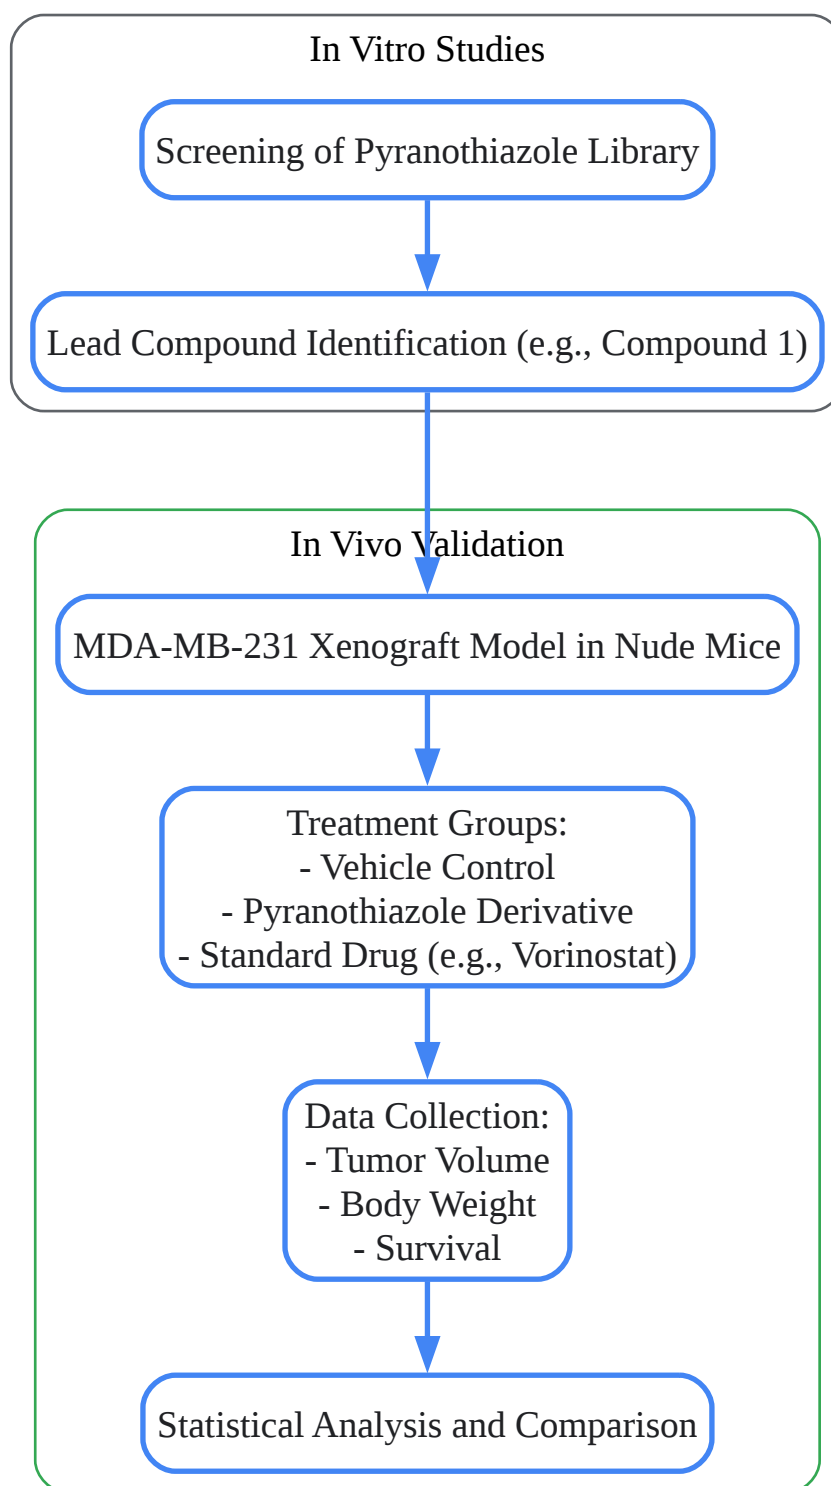 In Vitro Studies
Screening of Pyranothiazole Library
Lead Compound Identification (e.g., Compound 1)
In Vivo Validation
MDA-MB-231 Xenograft Model in Nude Mice
Treatment Groups:
- Vehicle Control
- Pyranothiazole Derivative
- Standard Drug (e.g., Vorinostat)
Data Collection:
- Tumor Volume
- Body Weight
- Survival
Statistical Analysis and Comparison